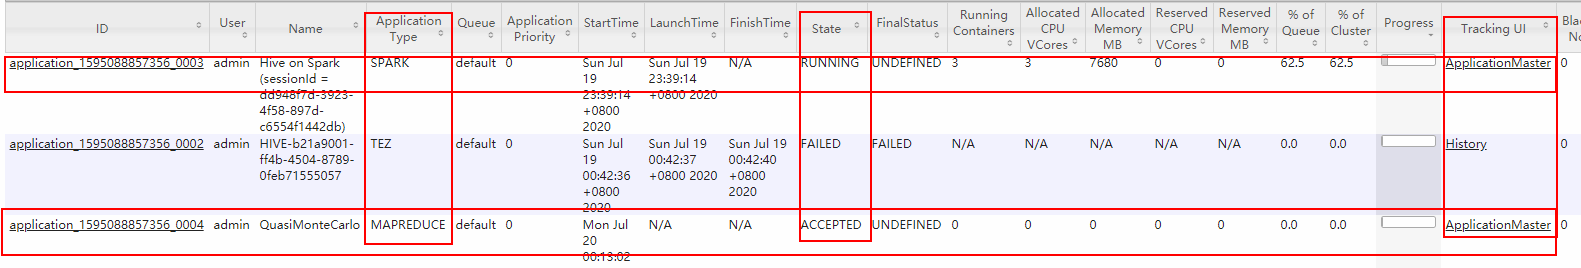 ID User Name Application Type Queue Application Priority StartTime LaunchTime FinishTime State FinalStatus Running Containers Allocated CPU VCores Allocated Memory MB Reserved CPU VCores Reserved Memory MB % of Queue % of Cluster Progress Tracking UI Bla No
application_1595088857356_0003 admin Hive on Spark SPARK default 0 Sun Jul Sun Jul 19 N/A RUNNING UNDEFINED 3 3 7680 0 0 62.5 62.5 ApplicationMaster 0
(sessionId = 19 23:39:14
dd948f7d-3923- 23:39:14 +0800 2020
4f58-897d- +0800
c6554f1442db) 2020
application_1595088857356_0002 admin HIVE-b21a9001- TEZ default 0 Sun Jul Sun Jul 19 Sun Jul 19 FAILED FAILED N/A N/A N/A N/A N/A 0.0 0.0 History 0
ff4b-4504-8789- 19 00:42:37 00:42:40
0feb71555057 00:42:36 +0800 2020 +0800
+0800 2020
2020
application_1595088857356_0004 admin QuasiMonteCarlo MAPREDUCE default 0 Mon Jul N/A N/A ACCEPTED UNDEFINED 0 0 0 0 0 0.0 0.0 ApplicationMaster 0
20
00:13:02